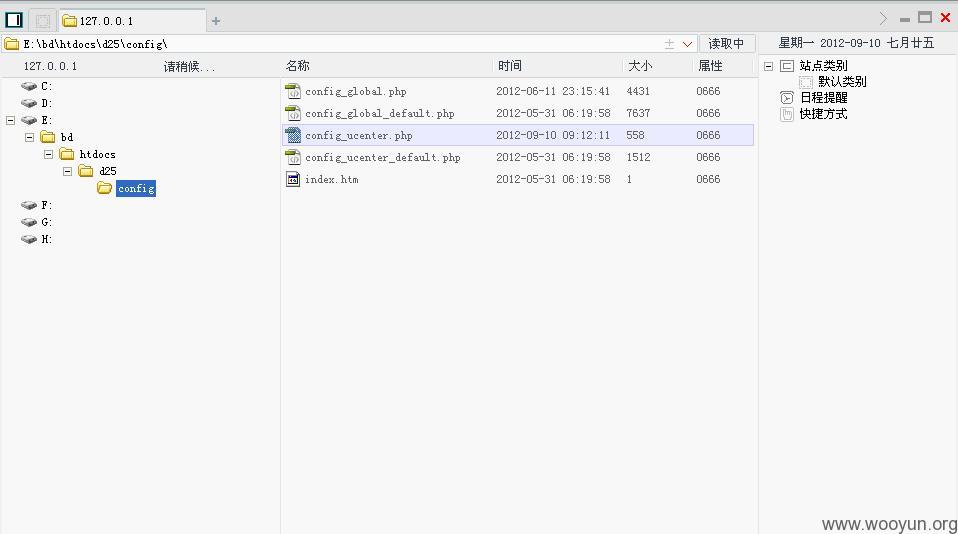 127.0.0.1
E:\bd\htdocs\d25\config\ 读取中
星期一 2012-09-10 七月廿五
127.0.0.1 请稍候...
名称 时间 大小 属性
C:
D:
E:
bd
htdocs
d25
config
F:
G:
H:
config_global.php 2012-06-11 23:15:41 4431 0666
config_global_default.php 2012-05-31 06:19:58 7637 0666
config_ucenter.php 2012-09-10 09:12:11 558 0666
config_ucenter_default.php 2012-05-31 06:19:58 1512 0666
index.htm 2012-05-31 06:19:58 1 0666
站点类别
默认类别
日程提醒
快捷方式
www.wooyun.org